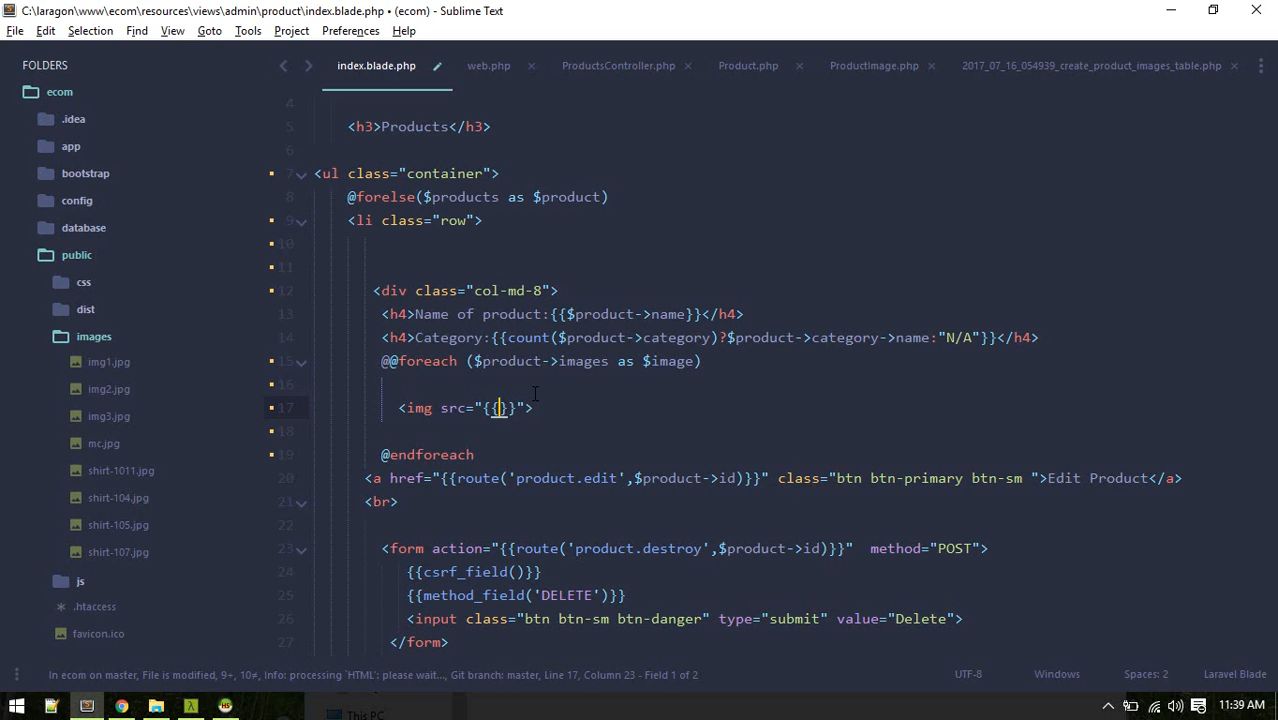 C:\laragon\www\ecom\resources\views\admin\product\index.blade.php • (ecom) - Sublime Text
File Edit Selection Find View Goto Tools Project Preferences Help
FOLDERS
ecom
.idea
app
bootstrap
config
database
public
css
dist
images
img1.jpg
img2.jpg
img3.jpg
mc.jpg
shirt-1011.jpg
shirt-104.jpg
shirt-105.jpg
shirt-107.jpg
js
.htaccess
favicon.ico
index.blade.php web.php ProductsController.php Product.php ProductImage.php 2017_07_16_054939_create_product_images_table.php
4
5 <h3>Products</h3>
6
7 <ul class="container">
8 @forelse($products as $product)
9 <li class="row">
10
11
12 <div class="col-md-8">
13 <h4>Name of product:{{$product->name}}</h4>
14 <h4>Category:{{count($product->category)?$product->category->name:"N/A"}}</h4>
15 @@foreach ($product->images as $image)
16
17 <img src="{{}}">
18
19 @endforeach
20 <a href="{{route('product.edit',$product->id)}}" class="btn btn-primary btn-sm ">Edit Product</a>
21 <br>
22
23 <form action="{{route('product.destroy',$product->id)}}"  method="POST">
24 {{csrf_field()}}
25 {{method_field('DELETE')}}
26 <input class="btn btn-sm btn-danger" type="submit" value="Delete">
27 </form>
In ecom on master, File is modified, 9+, 10≠, Info: processing `HTML': please wait…, Git branch: master, Line 17, Column 23 - Field 1 of 2 UTF-8 Windows Spaces: 2 Laravel Blade
This PC
11:39 AM